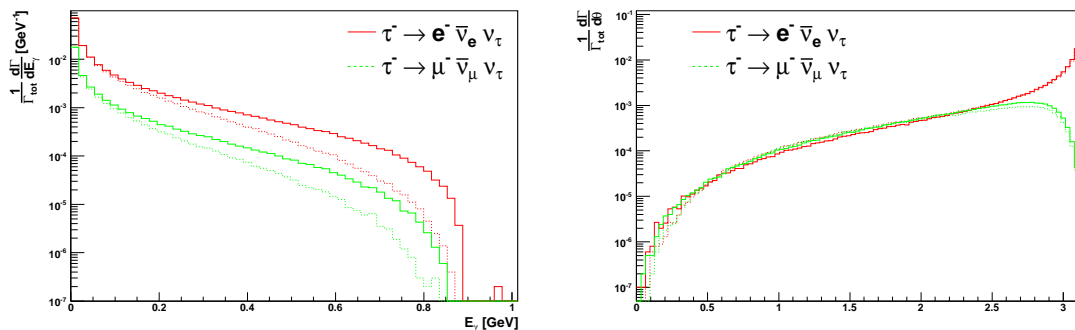 1/Γtot dΓ/dEγ [GeV⁻¹]
τ⁻ → e⁻ ν̄e ντ
τ⁻ → μ⁻ ν̄μ ντ
10⁻²
10⁻³
10⁻⁴
10⁻⁵
10⁻⁶
10⁻⁷
0 0.2 0.4 0.6 0.8 1
Eγ [GeV]
1/Γtot dΓ/dθ
τ⁻ → e⁻ ν̄e ντ
τ⁻ → μ⁻ ν̄μ ντ
10⁻¹
10⁻²
10⁻³
10⁻⁴
10⁻⁵
10⁻⁶
10⁻⁷
0 0.5 1 1.5 2 2.5 3